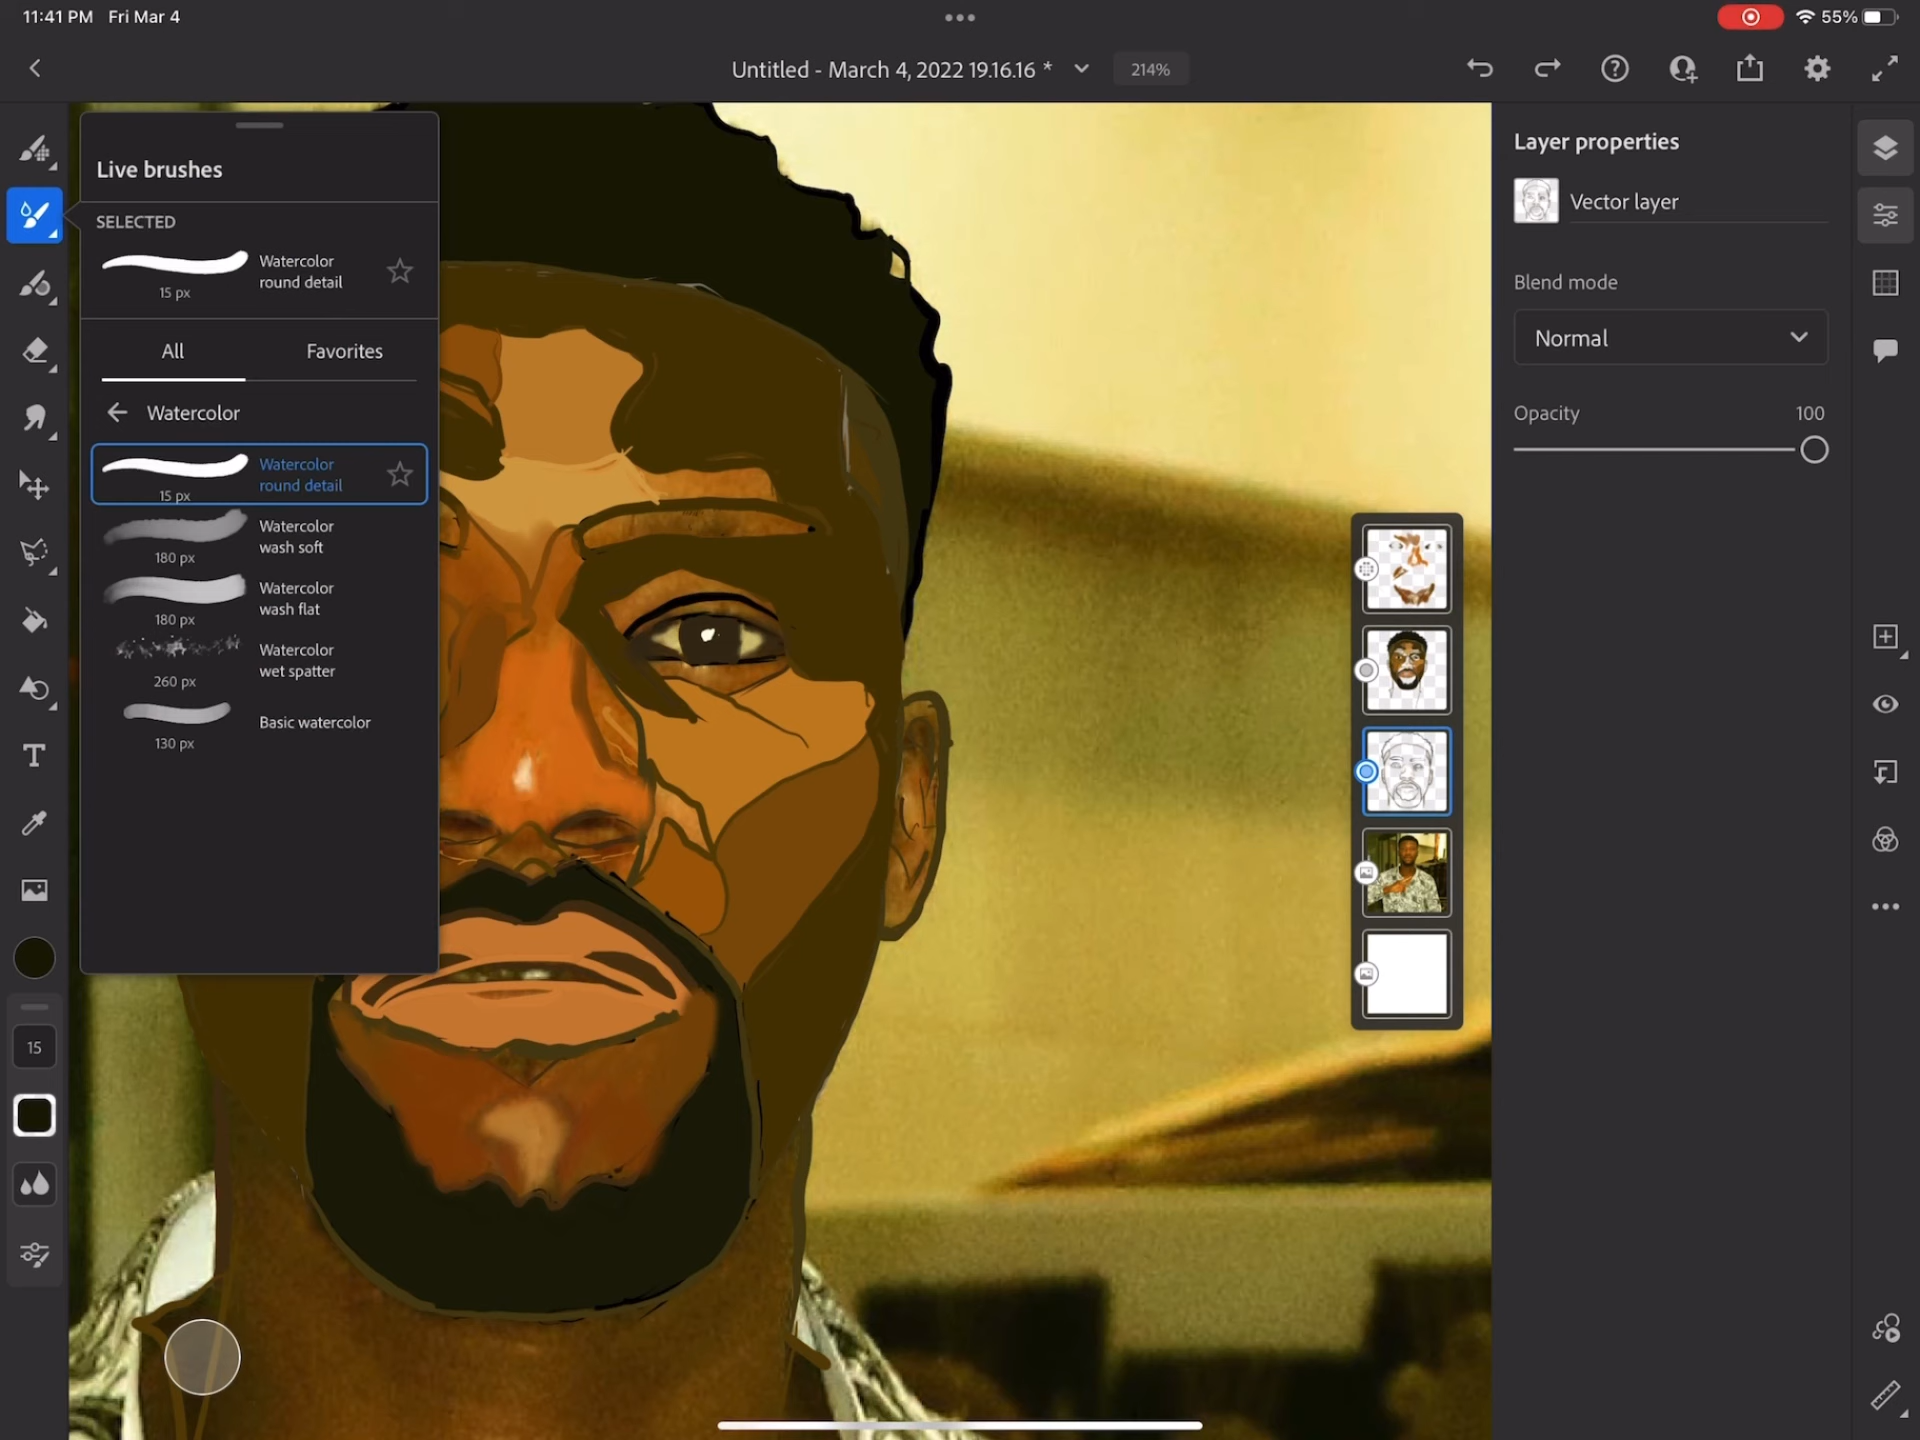 11:41 PM Fri Mar 4
55%
Untitled - March 4, 2022 19.16.16 *
214%
Live brushes
SELECTED
Watercolor
round detail
15 px
All Favorites
Watercolor
Watercolor
round detail
15 px
Watercolor
wash soft
180 px
Watercolor
wash flat
180 px
Watercolor
wet spatter
260 px
Basic watercolor
130 px
15
Layer properties
Vector layer
Blend mode
Normal
Opacity 100